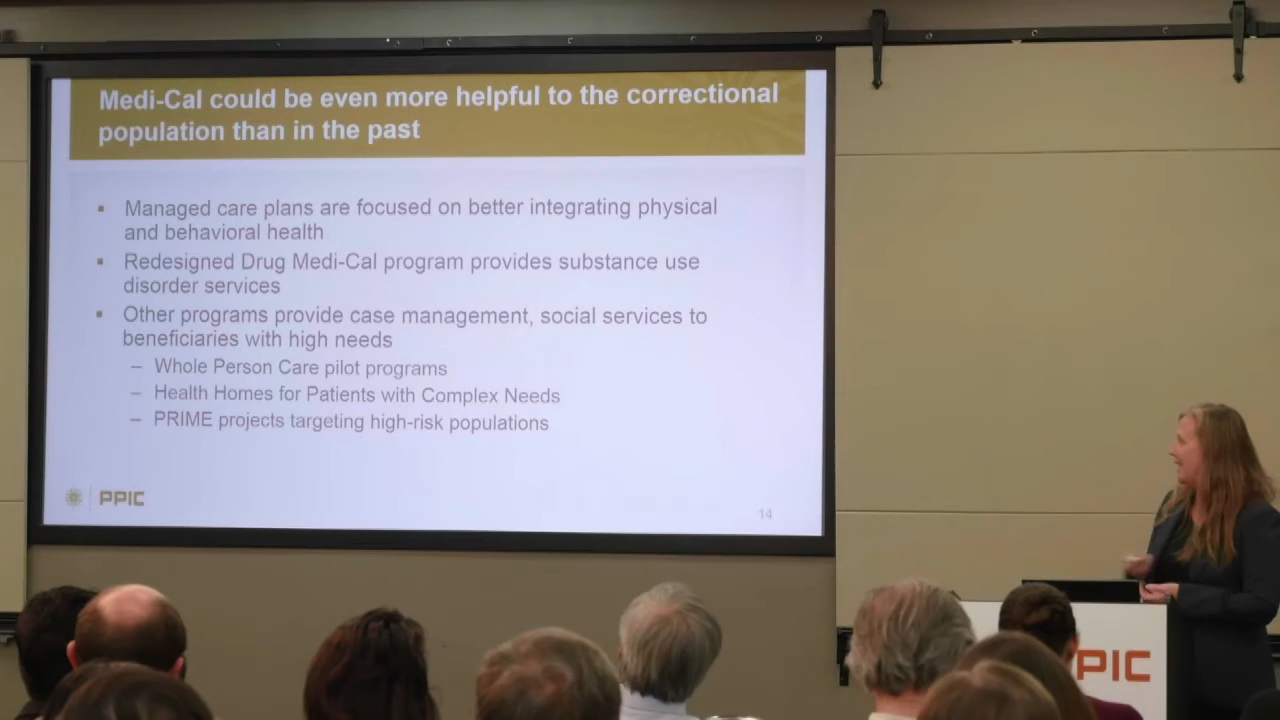 Medi-Cal could be even more helpful to the correctional
population than in the past
▪ Managed care plans are focused on better integrating physical
and behavioral health
▪ Redesigned Drug Medi-Cal program provides substance use
disorder services
▪ Other programs provide case management, social services to
beneficiaries with high needs
– Whole Person Care pilot programs
– Health Homes for Patients with Complex Needs
– PRIME projects targeting high-risk populations
PPIC
14
PIC